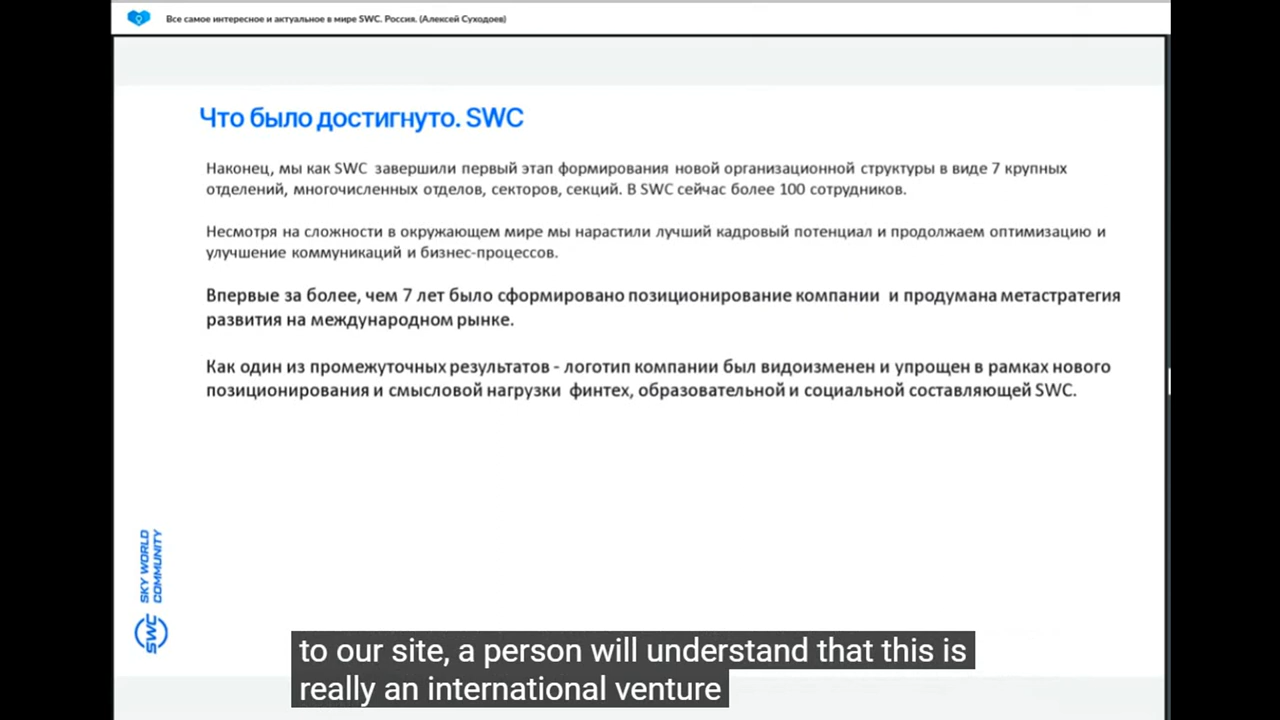 Все самое интересное и актуальное в мире SWC. Россия. (Алексей Суходоев)
Что было достигнуто. SWC
Наконец, мы как SWC завершили первый этап формирования новой организационной структуры в виде 7 крупных
отделений, многочисленных отделов, секторов, секций. В SWC сейчас более 100 сотрудников.
Несмотря на сложности в окружающем мире мы нарастили лучший кадровый потенциал и продолжаем оптимизацию и
улучшение коммуникаций и бизнес-процессов.
Впервые за более, чем 7 лет было сформировано позиционирование компании и продумана метастратегия
развития на международном рынке.
Как один из промежуточных результатов - логотип компании был видоизменен и упрощен в рамках нового
позиционирования и смысловой нагрузки финтех, образовательной и социальной составляющей SWC.
SWC
SKY WORLD
COMMUNITY
to our site, a person will understand that this is
really an international venture